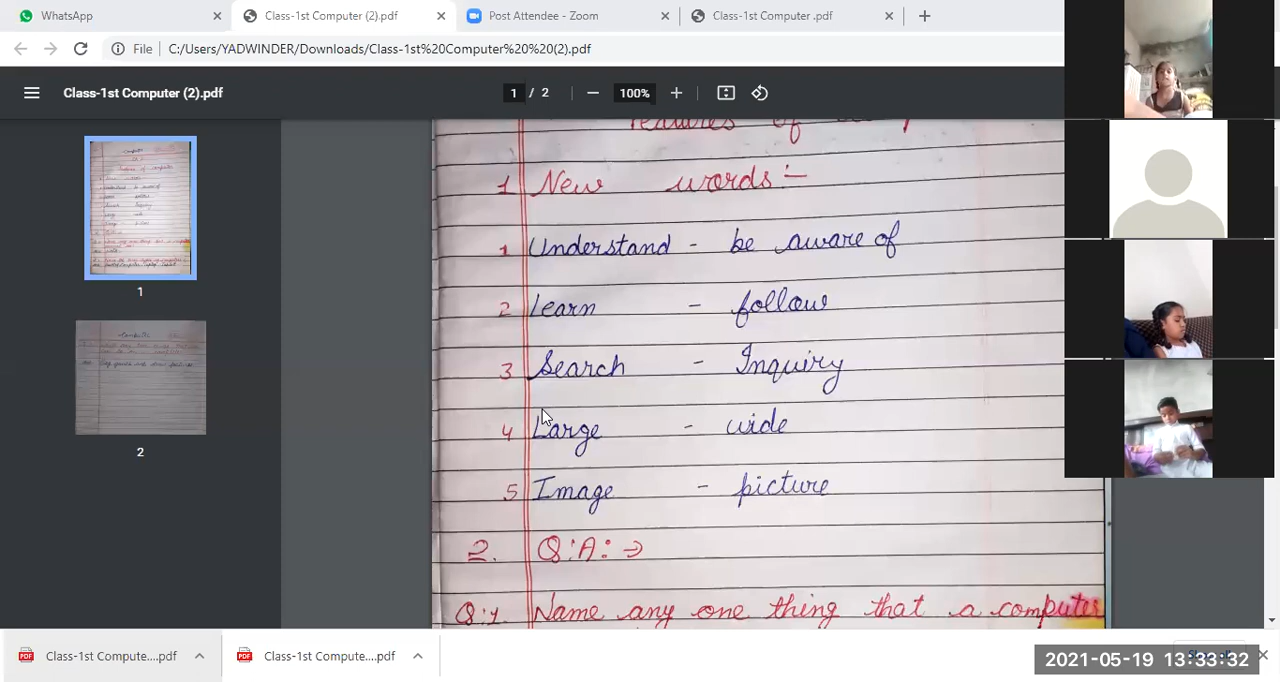 WhatsApp
Class-1st Computer (2).pdf
Post Attendee - Zoom
Class-1st Computer .pdf
File
C:/Users/YADWINDER/Downloads/Class-1st%20Computer%20%20(2).pdf
Class-1st Computer (2).pdf
1 / 2
100%
Features of
1 New words:-
1 Understand - be aware of
2 Learn - follow
3 Search - Inquiry
4 Large - wide
5 Image - picture
2. Q:A:→
Q:1. Name any one thing that a computer
1
2
PDF Class-1st Compute....pdf
PDF Class-1st Compute....pdf
2021-05-19 13:33:32